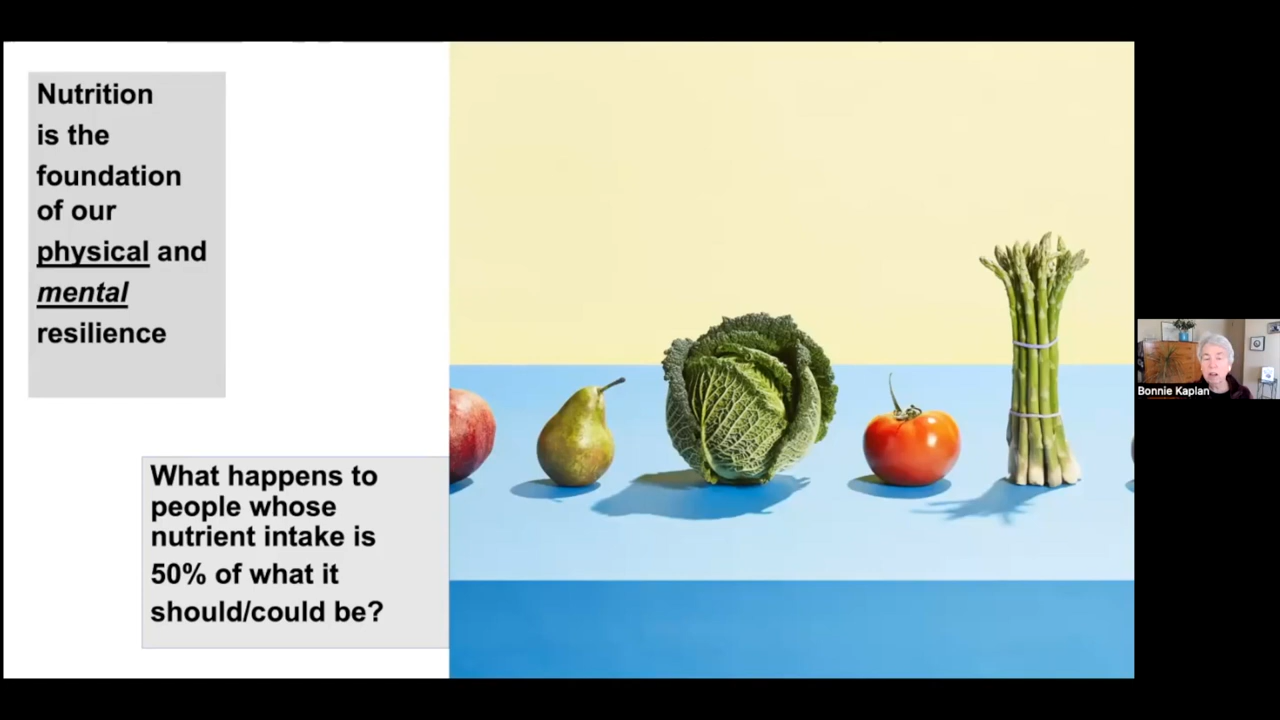 Nutrition
is the
foundation
of our
physical and
mental
resilience
What happens to
people whose
nutrient intake is
50% of what it
should/could be?
Bonnie Kaplan